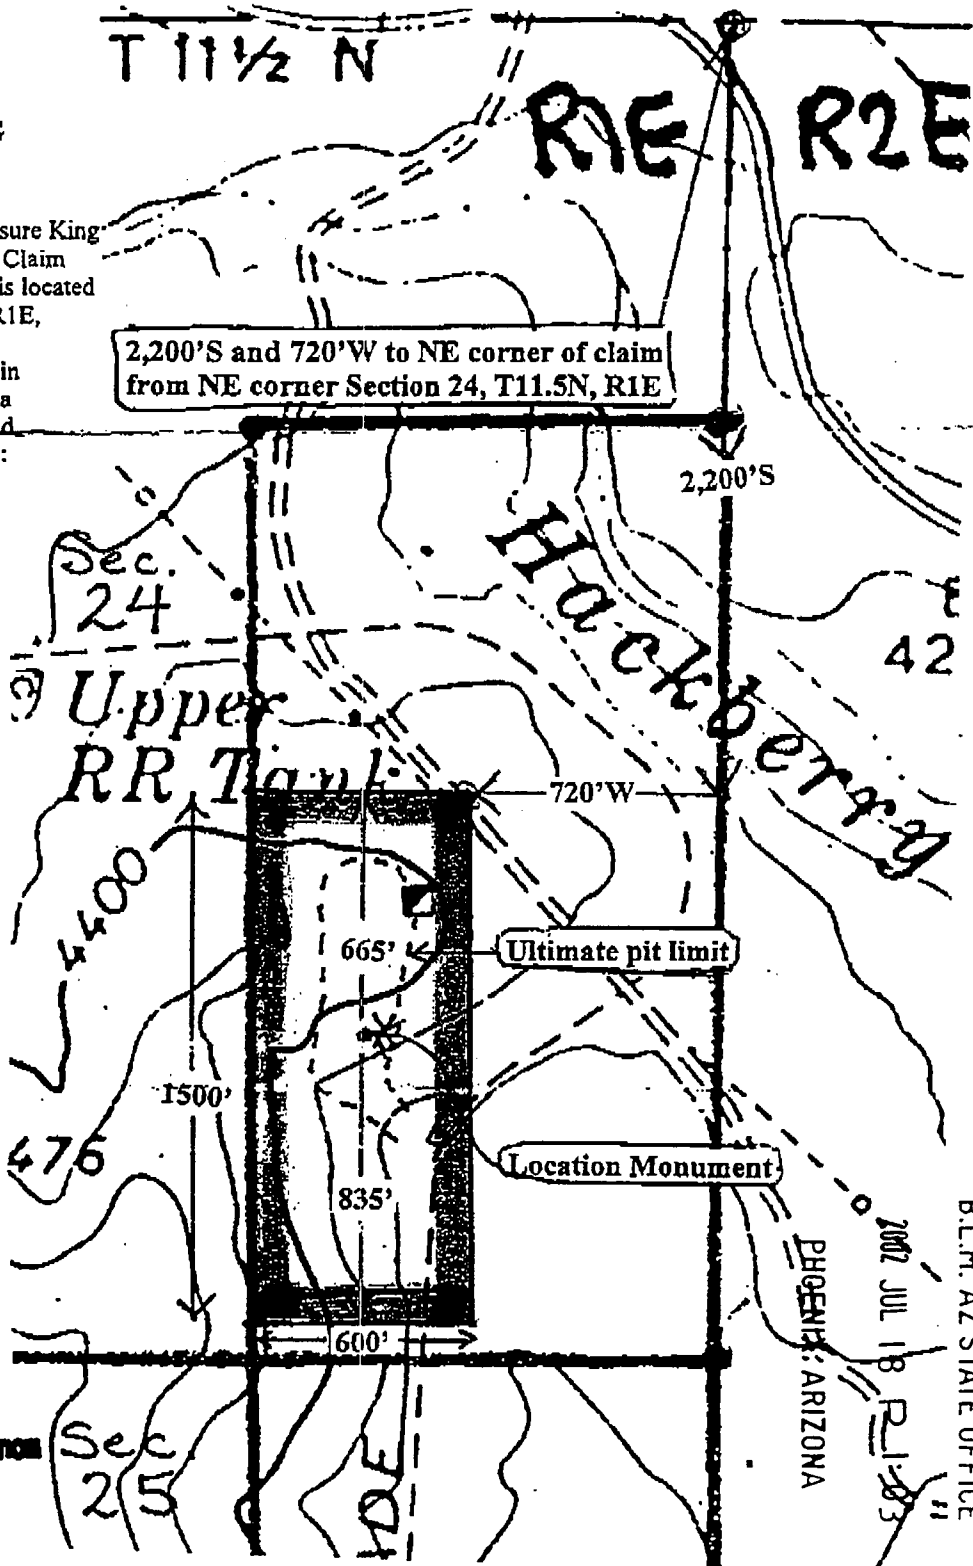 T 11½ N
R1E R2E
sure King
Claim
is located
R1E,
in
a
d
:
2,200'S and 720'W to NE corner of claim
from NE corner Section 24, T11.5N, R1E
2,200'S
Sec.
24
Hackberry
42
Upper
RR Tank
720'W
4400
665'
Ultimate pit limit
1500'
476
Location Monument
835'
600'
Sec
25
B.L.M. AZ STATE OFFICE
2002 JUL 18 P 1:03
PHOENIX, ARIZONA